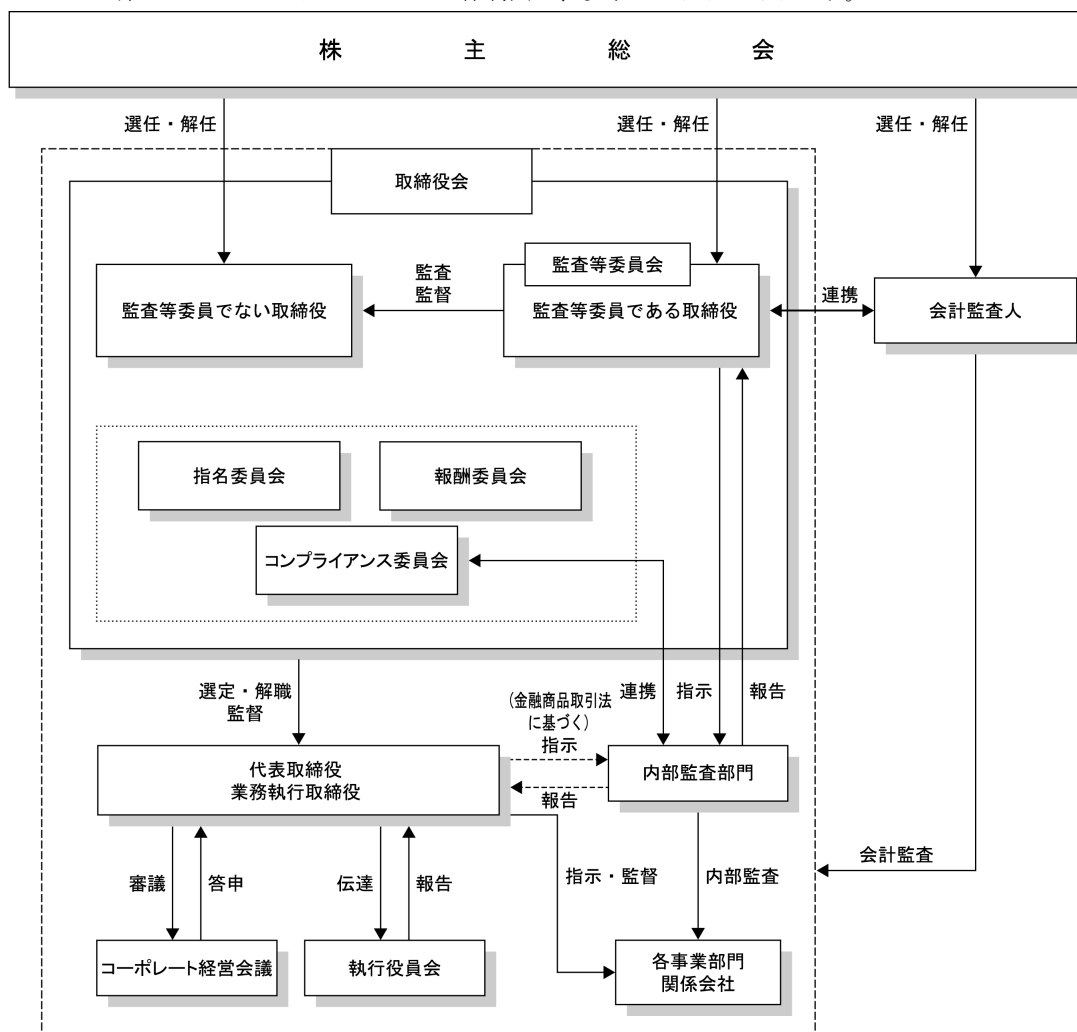 株主総会
選任・解任
選任・解任
選任・解任
取締役会
監査等委員会
監査等委員でない取締役
監査
監督
監査等委員である取締役
連携
会計監査人
指名委員会
報酬委員会
コンプライアンス委員会
選定・解職
監督
(金融商品取引法
に基づく)
指示
連携
指示
報告
代表取締役
業務執行取締役
報告
内部監査部門
会計監査
審議
答申
伝達
報告
指示・監督
内部監査
コーポレート経営会議
執行役員会
各事業部門
関係会社